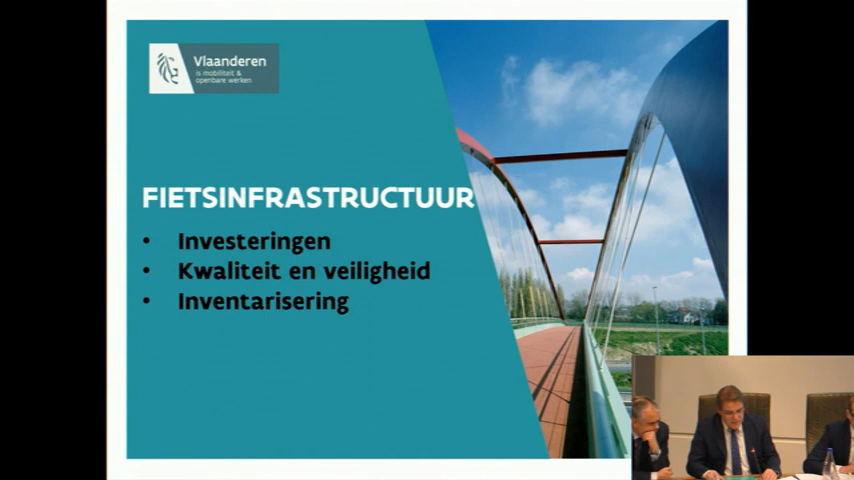 Vlaanderen
is mobiliteit &
openbare werken
FIETSINFRASTRUCTUUR
• Investeringen
• Kwaliteit en veiligheid
• Inventarisering